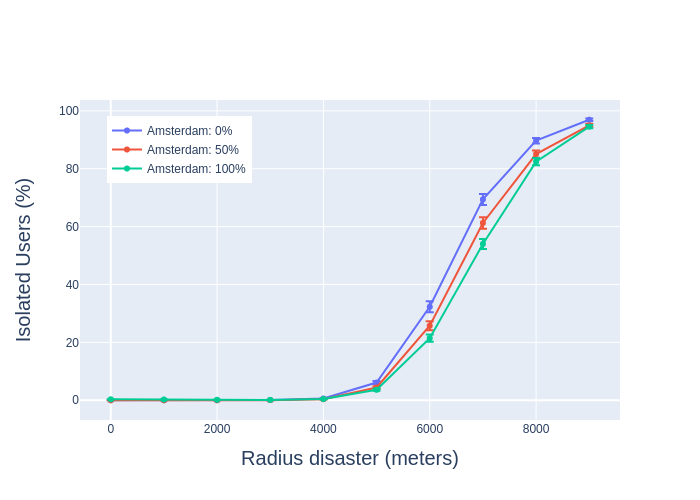 100
80
60
40
20
0
Isolated Users (%)
Amsterdam: 0%
Amsterdam: 50%
Amsterdam: 100%
0 2000 4000 6000 8000
Radius disaster (meters)